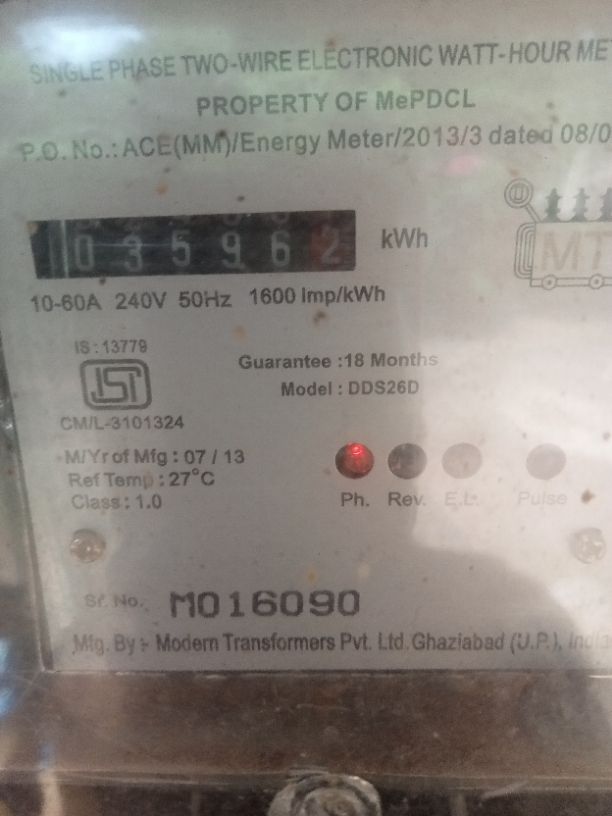 SINGLE PHASE TWO-WIRE ELECTRONIC WATT-HOUR ME
PROPERTY OF MePDCL
P.O. No.: ACE(MM)/Energy Meter/2013/3 dated 08/0
035962 kWh
MT
10-60A 240V 50Hz 1600 Imp/kWh
IS : 13779
ISI
CM/L-3101324
Guarantee :18 Months
Model : DDS26D
M/Yr of Mfg : 07 / 13
Ref Temp : 27°C
Class : 1.0
Ph. Rev. E.L. Pulse
Sr. No. M016090
Mfg. By :- Modern Transformers Pvt. Ltd. Ghaziabad (U.P.), India